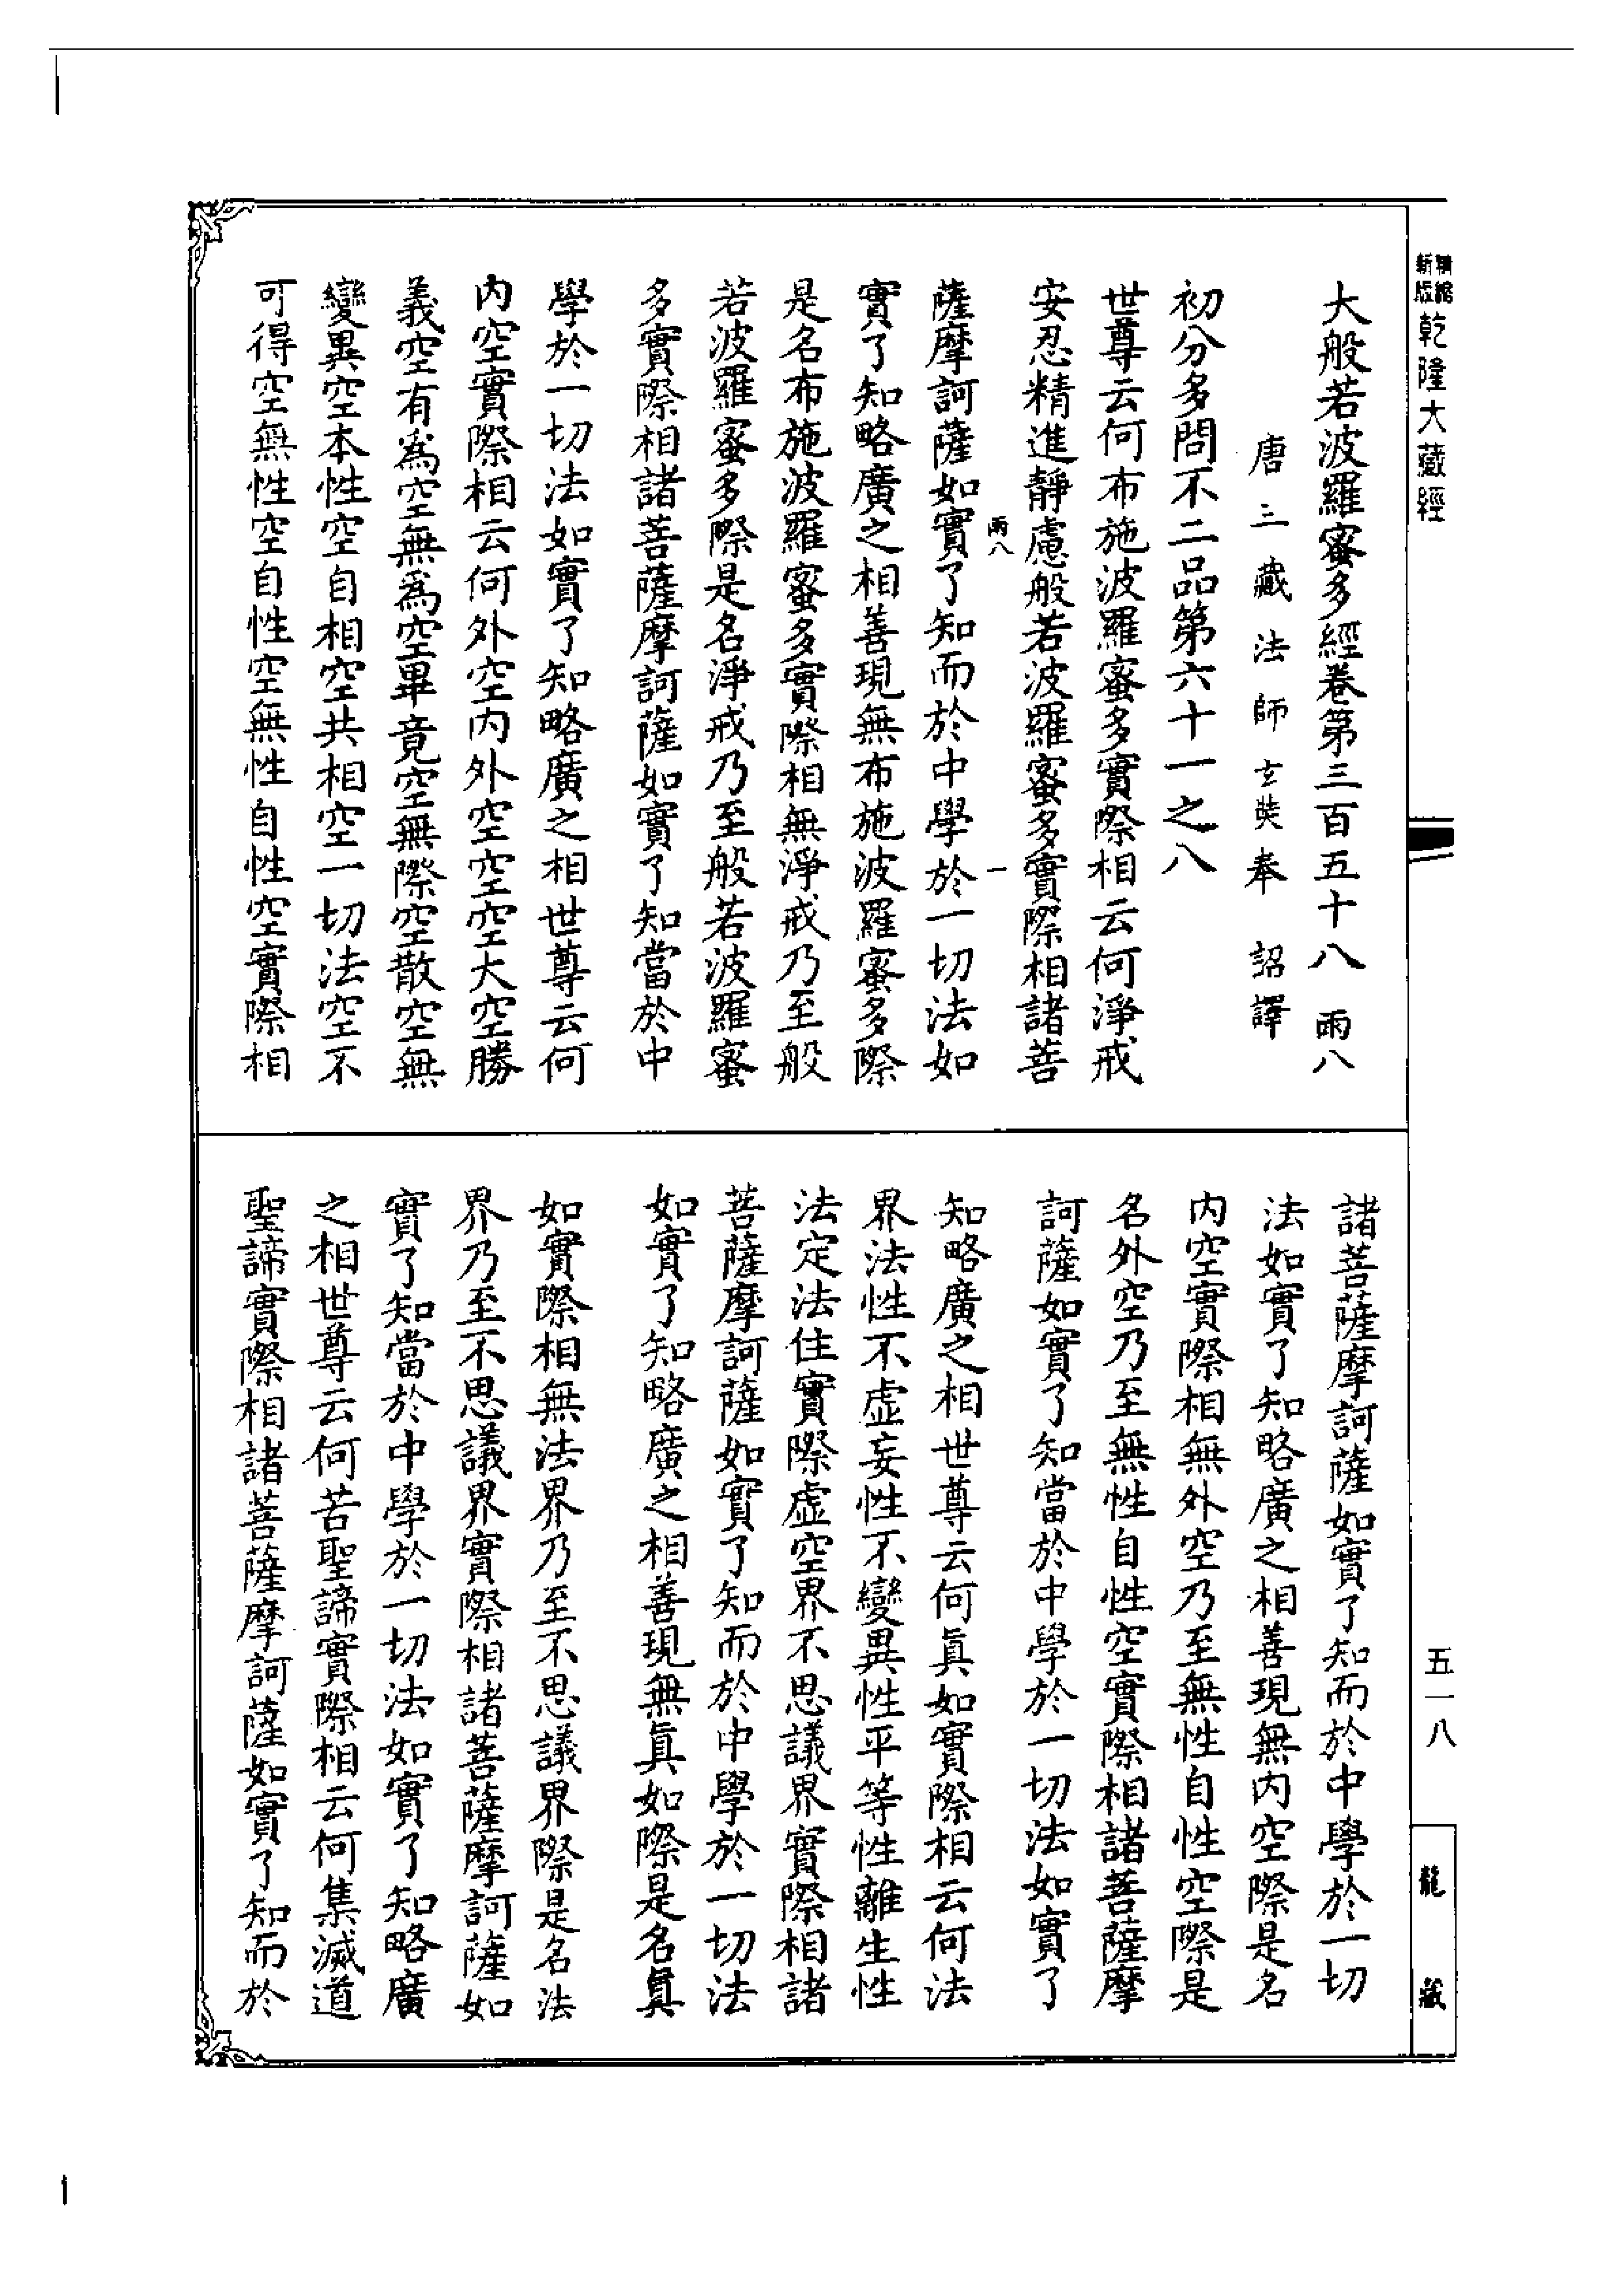 精縮新版乾隆大藏經
大般若波羅蜜多經卷第三百五十八 雨八
唐三藏法師玄奘奉 詔譯
初分多問不二品第六十一之八
世尊云何布施波羅蜜多實際相云何淨戒
安忍精進靜慮般若波羅蜜多實際相諸菩
雨八 一
薩摩訶薩如實了知而於中學於一切法如
實了知略廣之相善現無布施波羅蜜多際
是名布施波羅蜜多實際相無淨戒乃至般
若波羅蜜多際是名淨戒乃至般若波羅蜜
多實際相諸菩薩摩訶薩如實了知當於中
學於一切法如實了知略廣之相世尊云何
內空實際相云何外空內外空空空大空勝
義空有爲空無爲空畢竟空無際空散空無
變異空本性空自相空共相空一切法空不
可得空無性空自性空無性自性空實際相
諸菩薩摩訶薩如實了知而於中學於一切
法如實了知略廣之相善現無內空際是名
內空實際相無外空乃至無性自性空際是
名外空乃至無性自性空實際相諸菩薩摩
訶薩如實了知當於中學於一切法如實了
知略廣之相世尊云何眞如實際相云何法
界法性不虛妄性不變異性平等性離生性
法定法住實際虛空界不思議界實際相諸
菩薩摩訶薩如實了知而於中學於一切法
如實了知略廣之相善現無眞如際是名眞
如實際相無法界乃至不思議界際是名法
界乃至不思議界實際相諸菩薩摩訶薩如
實了知當於中學於一切法如實了知略廣
之相世尊云何苦聖諦實際相云何集滅道
聖諦實際相諸菩薩摩訶薩如實了知而於
五一八
龍藏
1